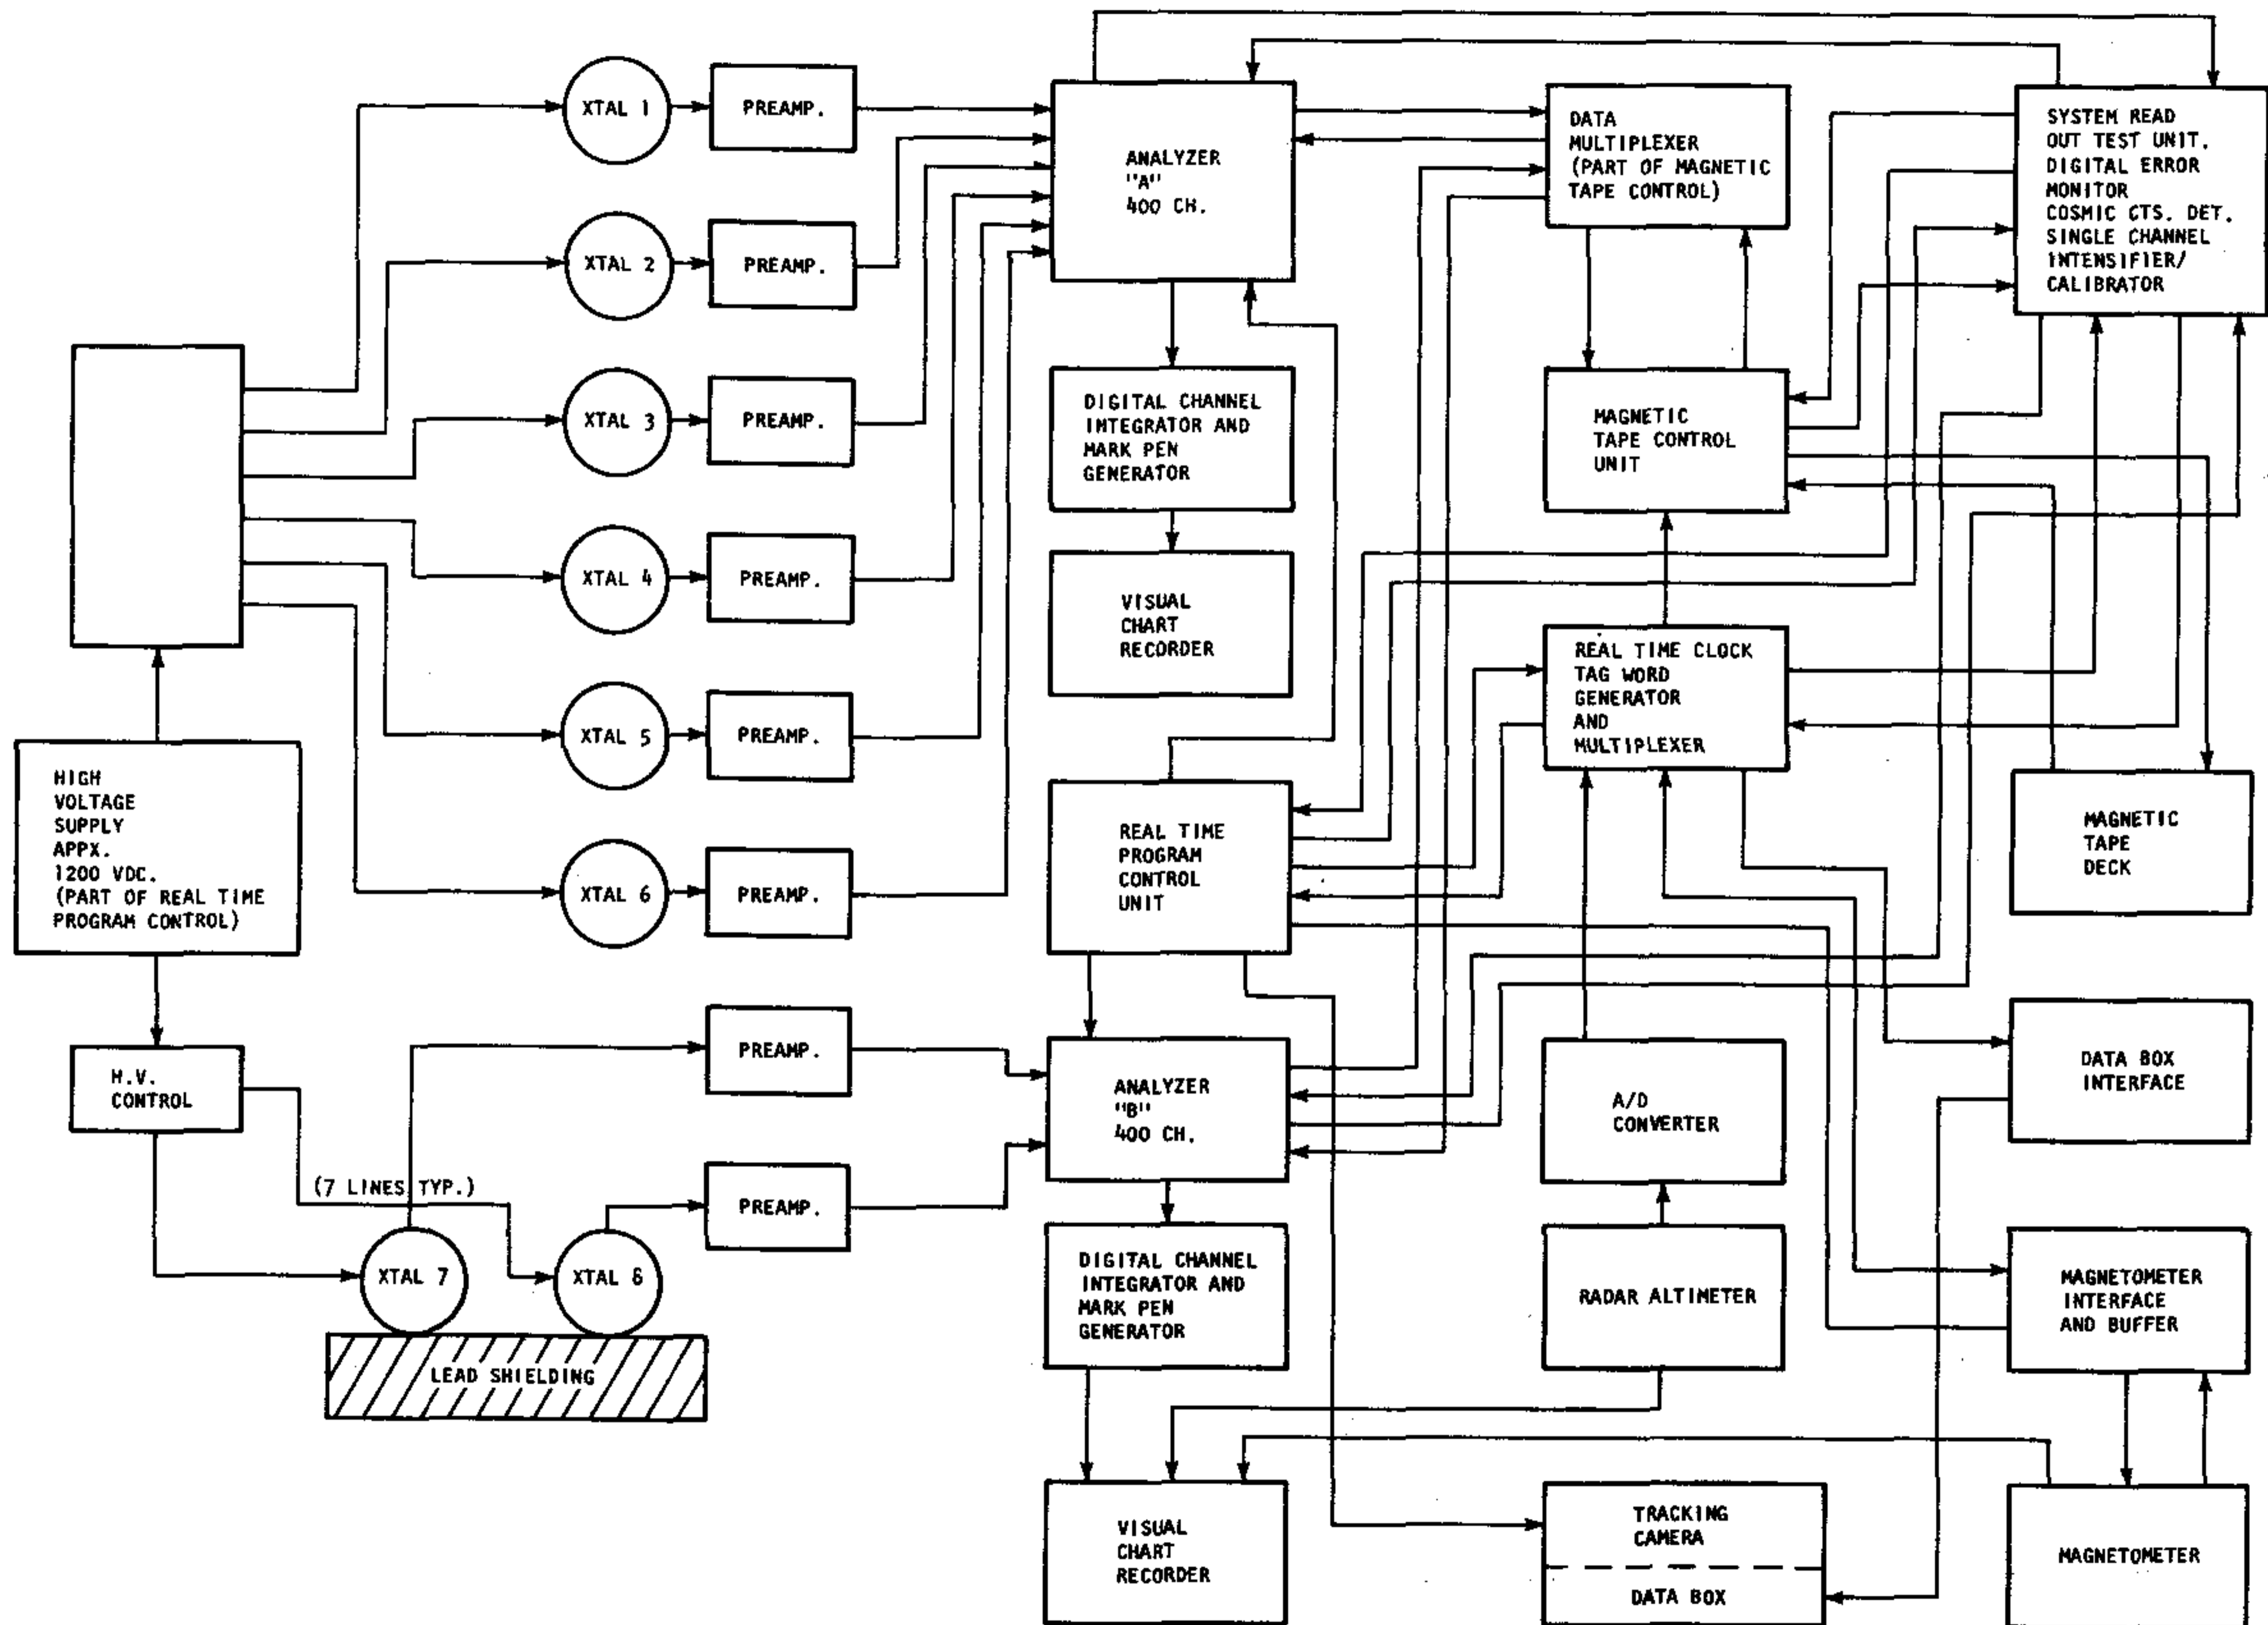 XTAL 1
PREAMP.
XTAL 2
PREAMP.
XTAL 3
PREAMP.
XTAL 4
PREAMP.
XTAL 5
PREAMP.
XTAL 6
PREAMP.
HIGH
VOLTAGE
SUPPLY
APPX.
1200 VDC.
(PART OF REAL TIME
PROGRAM CONTROL)
H.V.
CONTROL
(7 LINES TYP.)
XTAL 7
XTAL 8
LEAD SHIELDING
PREAMP.
PREAMP.
ANALYZER
"A"
400 CH.
DIGITAL CHANNEL
INTEGRATOR AND
MARK PEN
GENERATOR
VISUAL
CHART
RECORDER
REAL TIME
PROGRAM
CONTROL
UNIT
ANALYZER
"B"
400 CH.
DIGITAL CHANNEL
INTEGRATOR AND
MARK PEN
GENERATOR
VISUAL
CHART
RECORDER
DATA
MULTIPLEXER
(PART OF MAGNETIC
TAPE CONTROL)
MAGNETIC
TAPE CONTROL
UNIT
REAL TIME CLOCK
TAG WORD
GENERATOR
AND
MULTIPLEXER
A/D
CONVERTER
RADAR ALTIMETER
TRACKING
CAMERA
DATA BOX
SYSTEM READ
OUT TEST UNIT.
DIGITAL ERROR
MONITOR
COSMIC CTS. DET.
SINGLE CHANNEL
INTENSIFIER/
CALIBRATOR
MAGNETIC
TAPE
DECK
DATA BOX
INTERFACE
MAGNETOMETER
INTERFACE
AND BUFFER
MAGNETOMETER